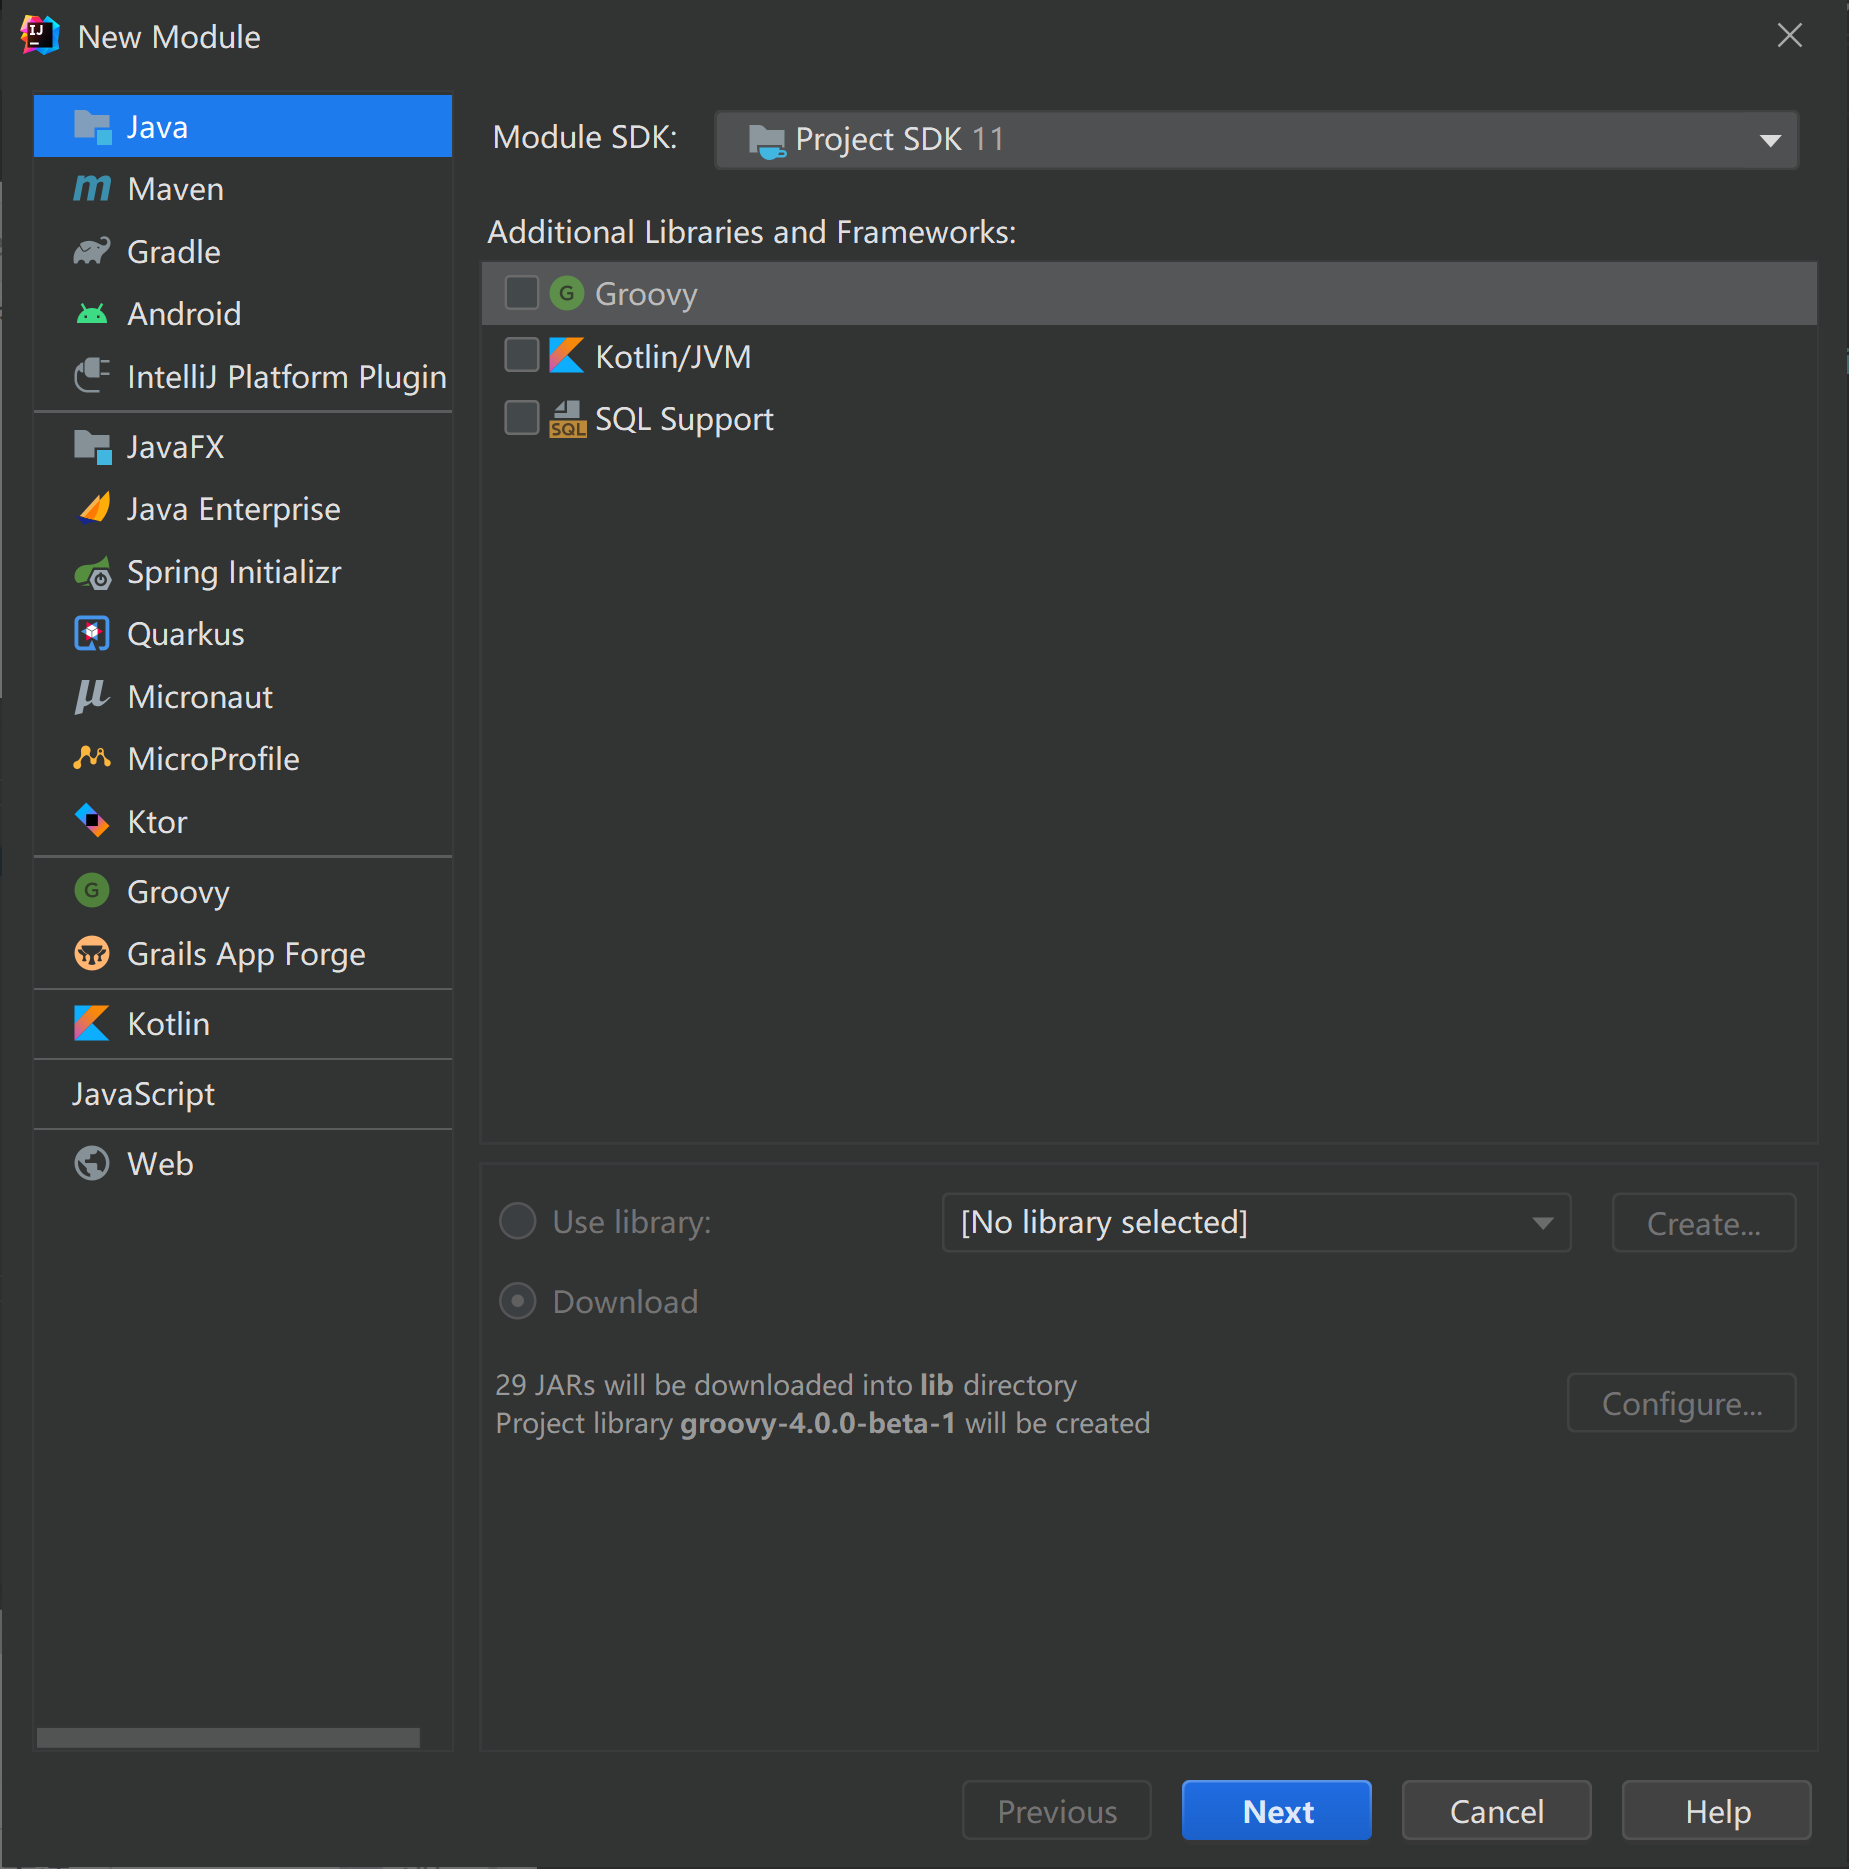 New Module
Java
Maven
Gradle
Android
IntelliJ Platform Plugin
JavaFX
Java Enterprise
Spring Initializr
Quarkus
Micronaut
MicroProfile
Ktor
Groovy
Grails App Forge
Kotlin
JavaScript
Web
Module SDK: Project SDK 11
Additional Libraries and Frameworks:
Groovy
Kotlin/JVM
SQL Support
Use library: [No library selected] Create...
Download
29 JARs will be downloaded into lib directory
Project library groovy-4.0.0-beta-1 will be created
Configure...
Previous Next Cancel Help